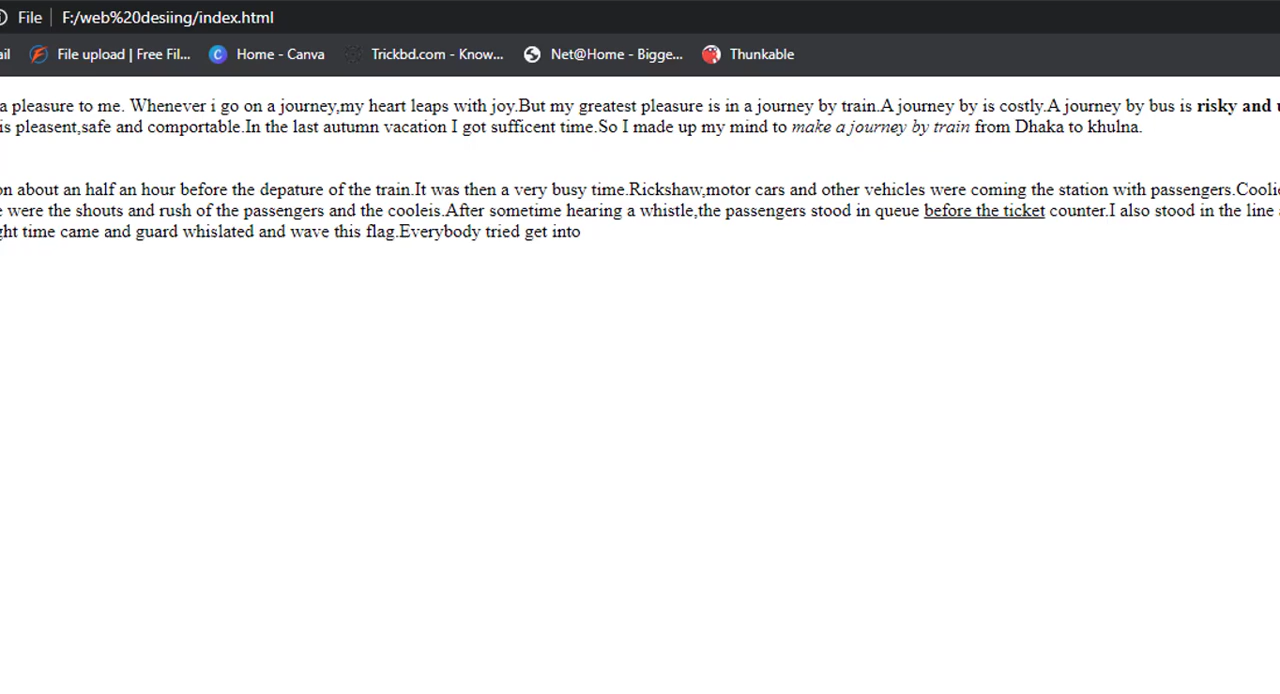 File F:/web%20desiing/index.html
File upload | Free Fil... Home - Canva Trickbd.com - Know... Net@Home - Bigge... Thunkable
a pleasure to me. Whenever i go on a journey,my heart leaps with joy.But my greatest pleasure is in a journey by train.A journey by is costly.A journey by bus is risky and
is pleasent,safe and comportable.In the last autumn vacation I got sufficent time.So I made up my mind to make a journey by train from Dhaka to khulna.
on about an half an hour before the depature of the train.It was then a very busy time.Rickshaw,motor cars and other vehicles were coming the station with passengers.Coolie
were the shouts and rush of the passengers and the cooleis.After sometime hearing a whistle,the passengers stood in queue before the ticket counter.I also stood in the line
ght time came and guard whislated and wave this flag.Everybody tried get into